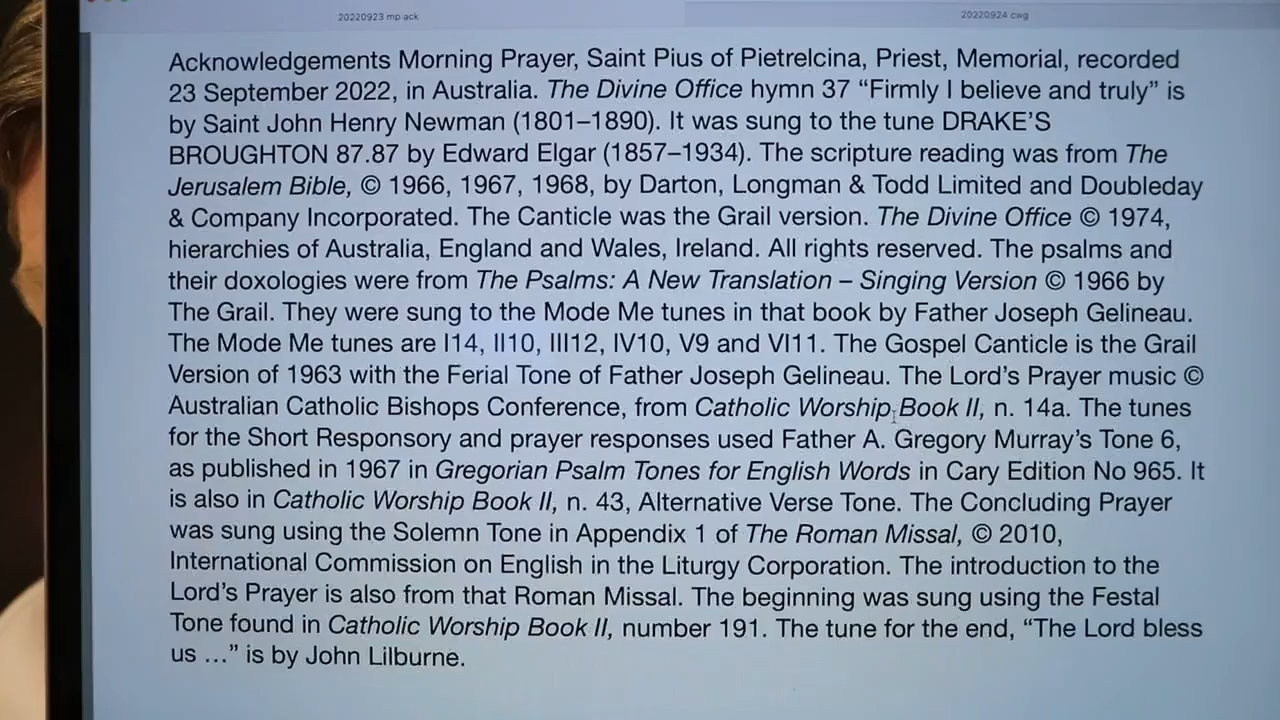 20220923 mp ack
20220924 cwg
Acknowledgements Morning Prayer, Saint Pius of Pietrelcina, Priest, Memorial, recorded
23 September 2022, in Australia. The Divine Office hymn 37 “Firmly I believe and truly” is
by Saint John Henry Newman (1801–1890). It was sung to the tune DRAKE’S
BROUGHTON 87.87 by Edward Elgar (1857–1934). The scripture reading was from The
Jerusalem Bible, © 1966, 1967, 1968, by Darton, Longman & Todd Limited and Doubleday
& Company Incorporated. The Canticle was the Grail version. The Divine Office © 1974,
hierarchies of Australia, England and Wales, Ireland. All rights reserved. The psalms and
their doxologies were from The Psalms: A New Translation – Singing Version © 1966 by
The Grail. They were sung to the Mode Me tunes in that book by Father Joseph Gelineau.
The Mode Me tunes are I14, II10, III12, IV10, V9 and VI11. The Gospel Canticle is the Grail
Version of 1963 with the Ferial Tone of Father Joseph Gelineau. The Lord’s Prayer music ©
Australian Catholic Bishops Conference, from Catholic Worship Book II, n. 14a. The tunes
for the Short Responsory and prayer responses used Father A. Gregory Murray’s Tone 6,
as published in 1967 in Gregorian Psalm Tones for English Words in Cary Edition No 965. It
is also in Catholic Worship Book II, n. 43, Alternative Verse Tone. The Concluding Prayer
was sung using the Solemn Tone in Appendix 1 of The Roman Missal, © 2010,
International Commission on English in the Liturgy Corporation. The introduction to the
Lord’s Prayer is also from that Roman Missal. The beginning was sung using the Festal
Tone found in Catholic Worship Book II, number 191. The tune for the end, “The Lord bless
us …” is by John Lilburne.